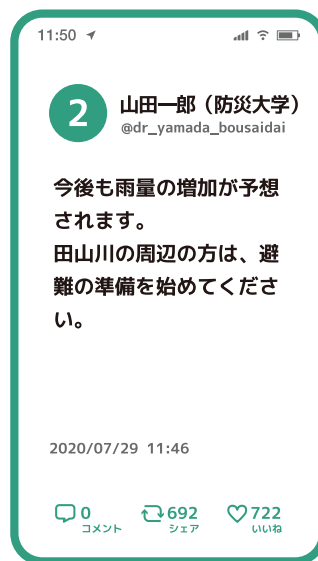 11:50
2
山田一郎（防災大学）
@dr_yamada_bousaidai
今後も雨量の増加が予想
されます。
田山川の周辺の方は、避
難の準備を始めてくださ
い。
2020/07/29 11:46
0 692 722
コメント シェア いいね